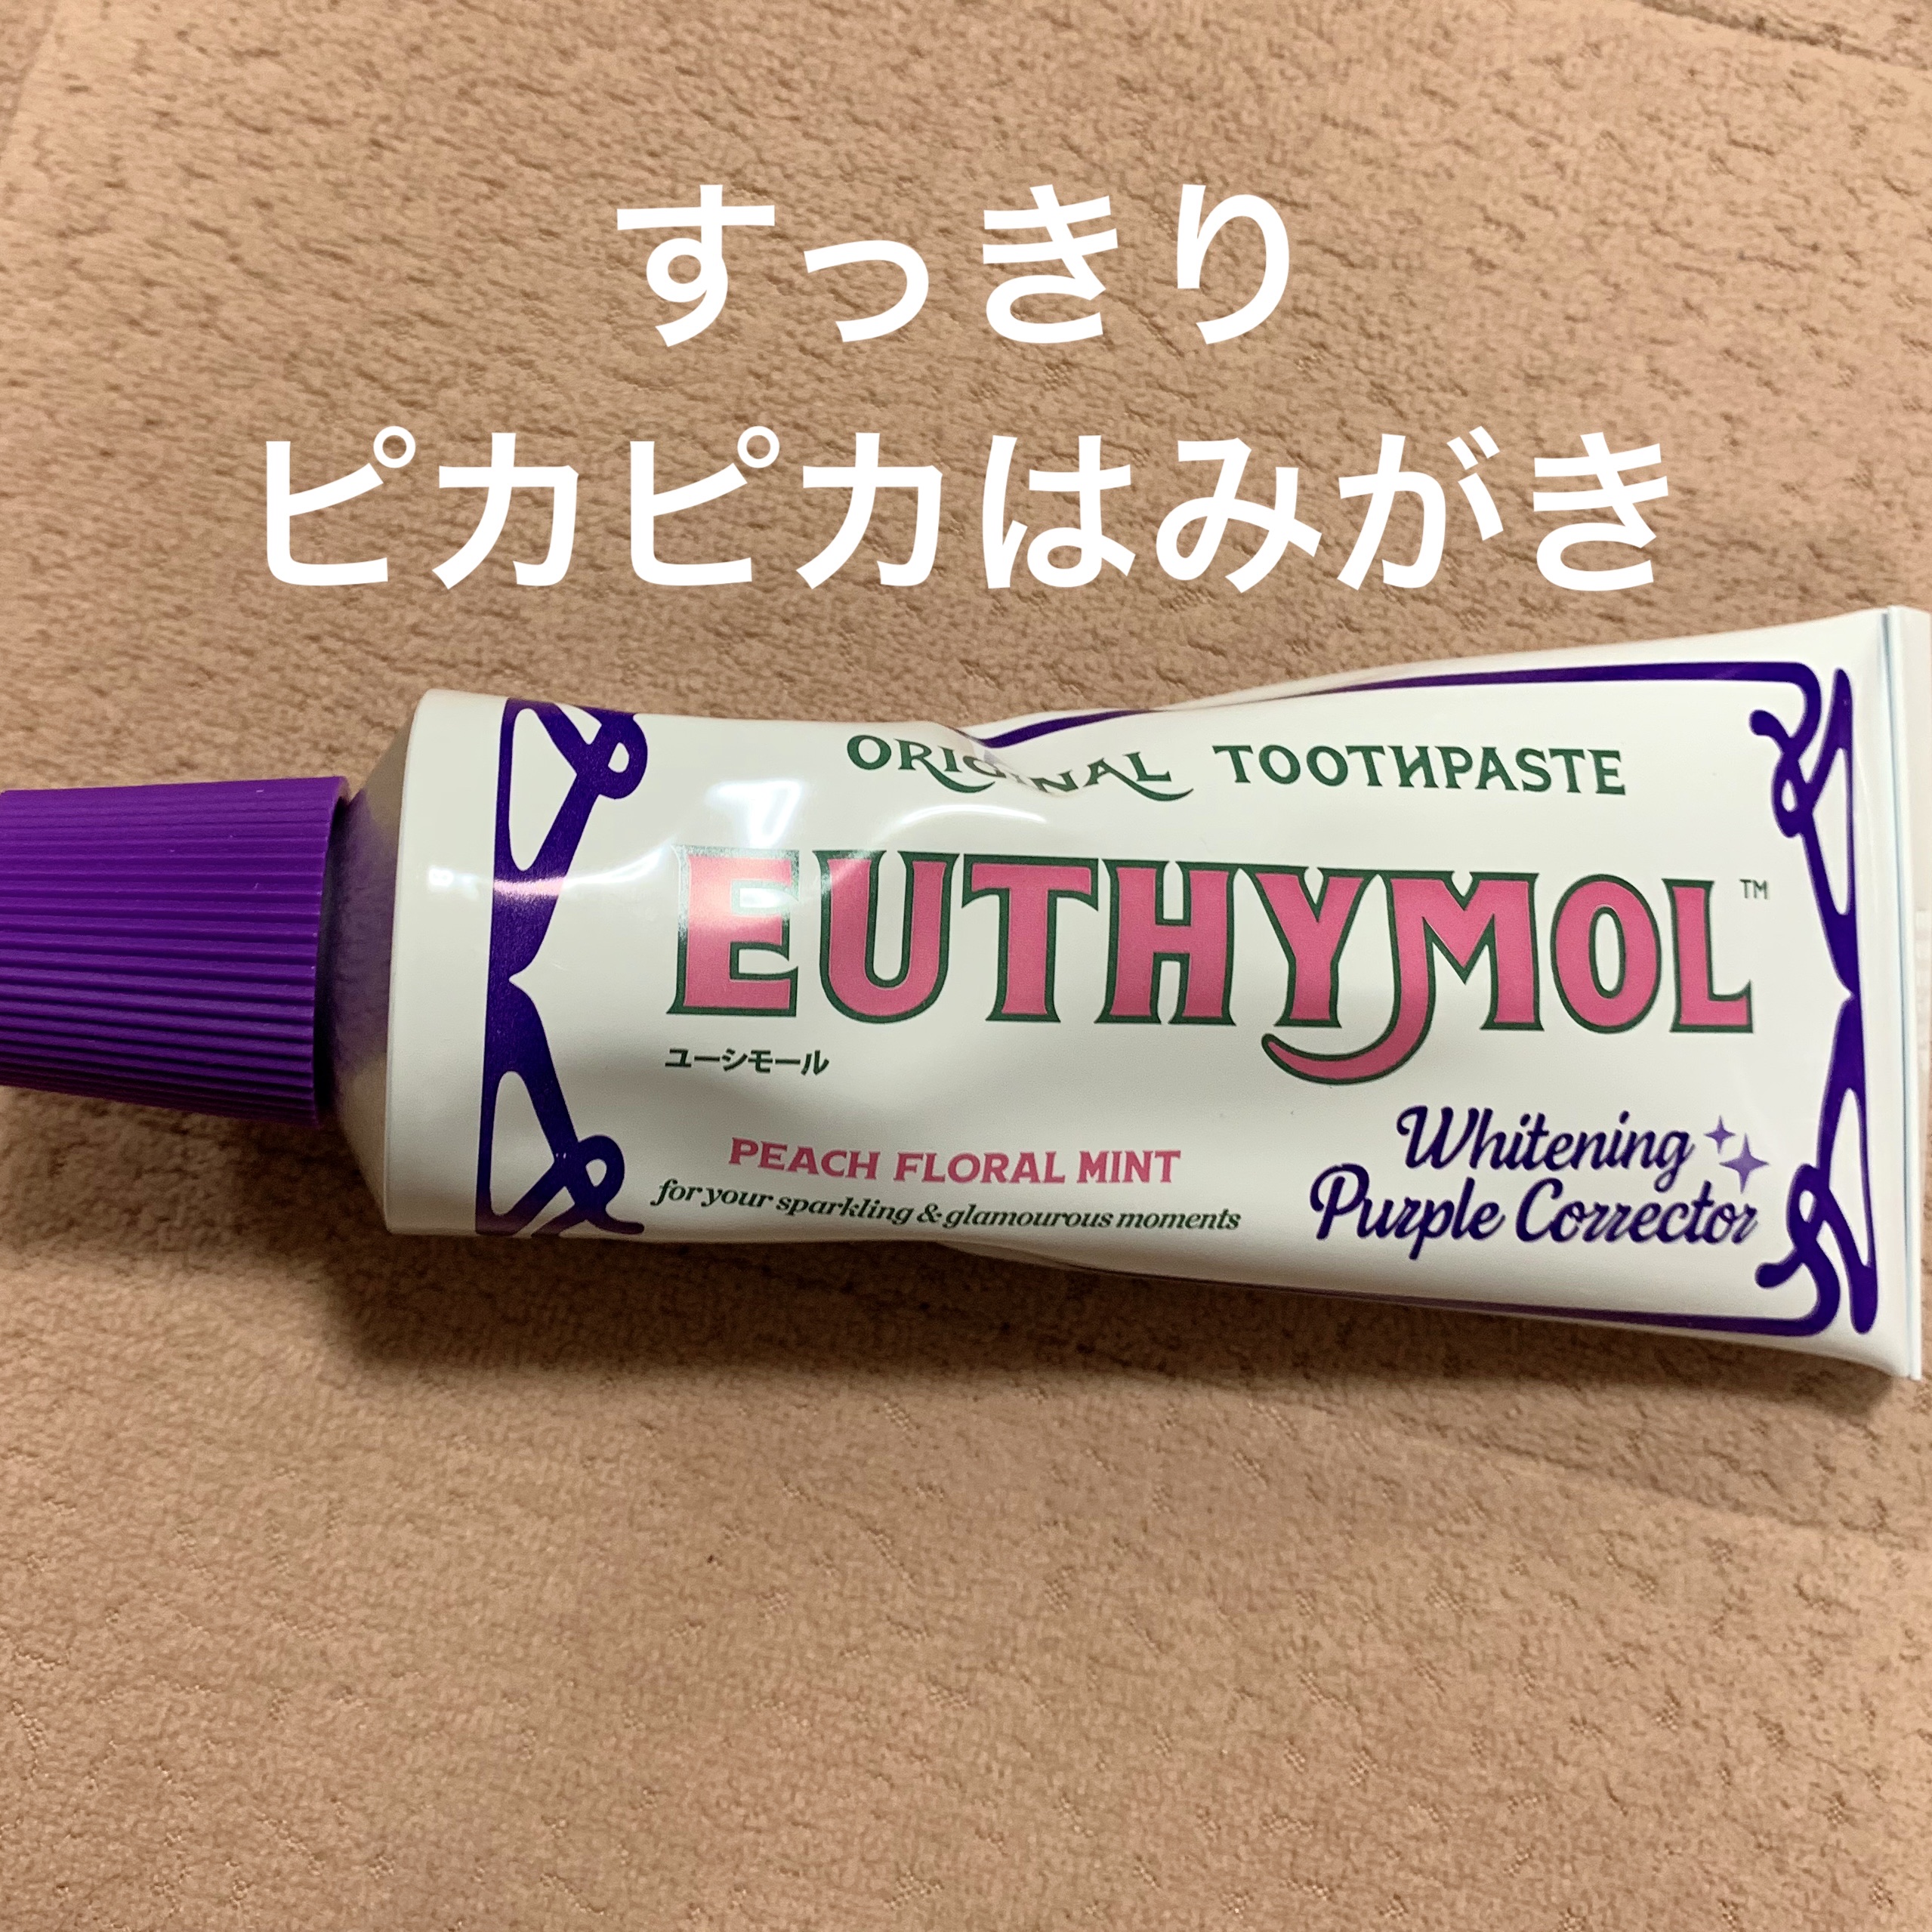 すっきり
ピカピカはみがき
ORIGINAL TOOTHPASTE
EUTHYMOL™
ユーシモール
PEACH FLORAL MINT
for your sparkling & glamourous moments
Whitening
Purple Corrector